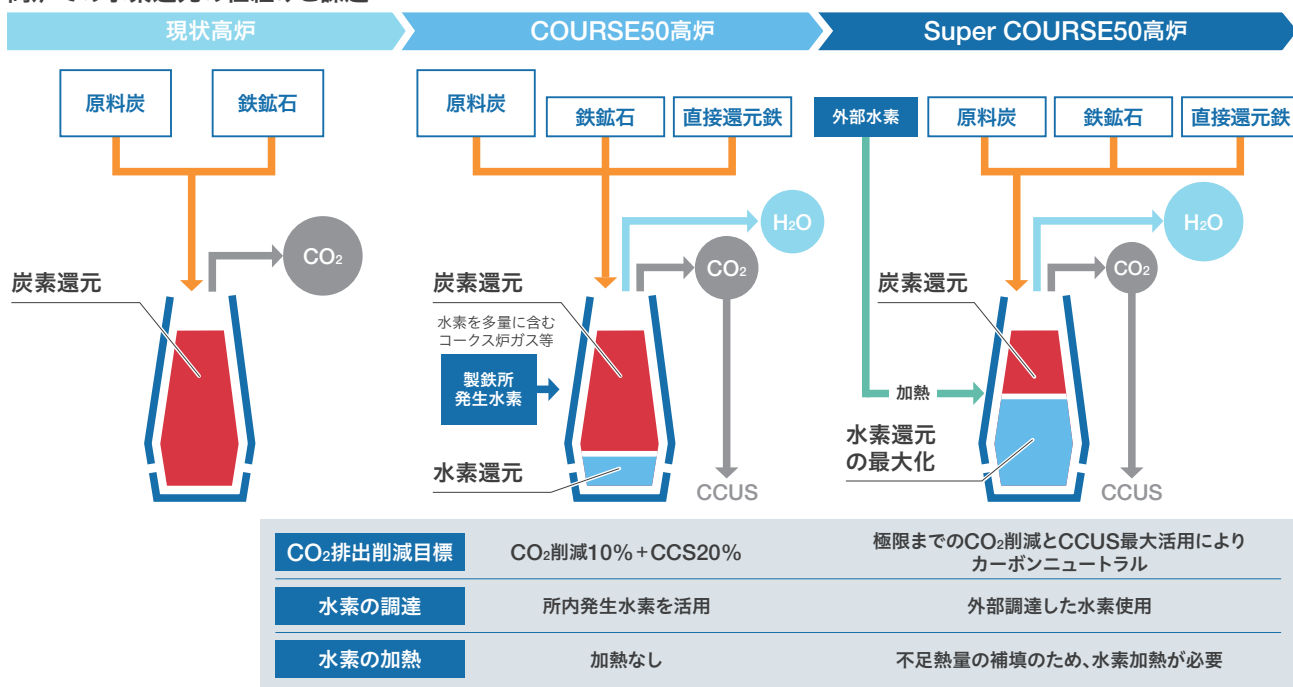 現状高炉
COURSE50高炉
Super COURSE50高炉
原料炭
鉄鉱石
CO₂
炭素還元
原料炭
鉄鉱石
直接還元鉄
H₂O
CO₂
炭素還元
水素を多量に含む
コークス炉ガス等
製鉄所
発生水素
水素還元
CCUS
外部水素
原料炭
鉄鉱石
直接還元鉄
H₂O
CO₂
炭素還元
加熱
水素還元
の最大化
CCUS
CO₂排出削減目標
CO₂削減10%+CCS20%
極限までのCO₂削減とCCUS最大活用により
カーボンニュートラル
水素の調達
所内発生水素を活用
外部調達した水素使用
水素の加熱
加熱なし
不足熱量の補填のため、水素加熱が必要